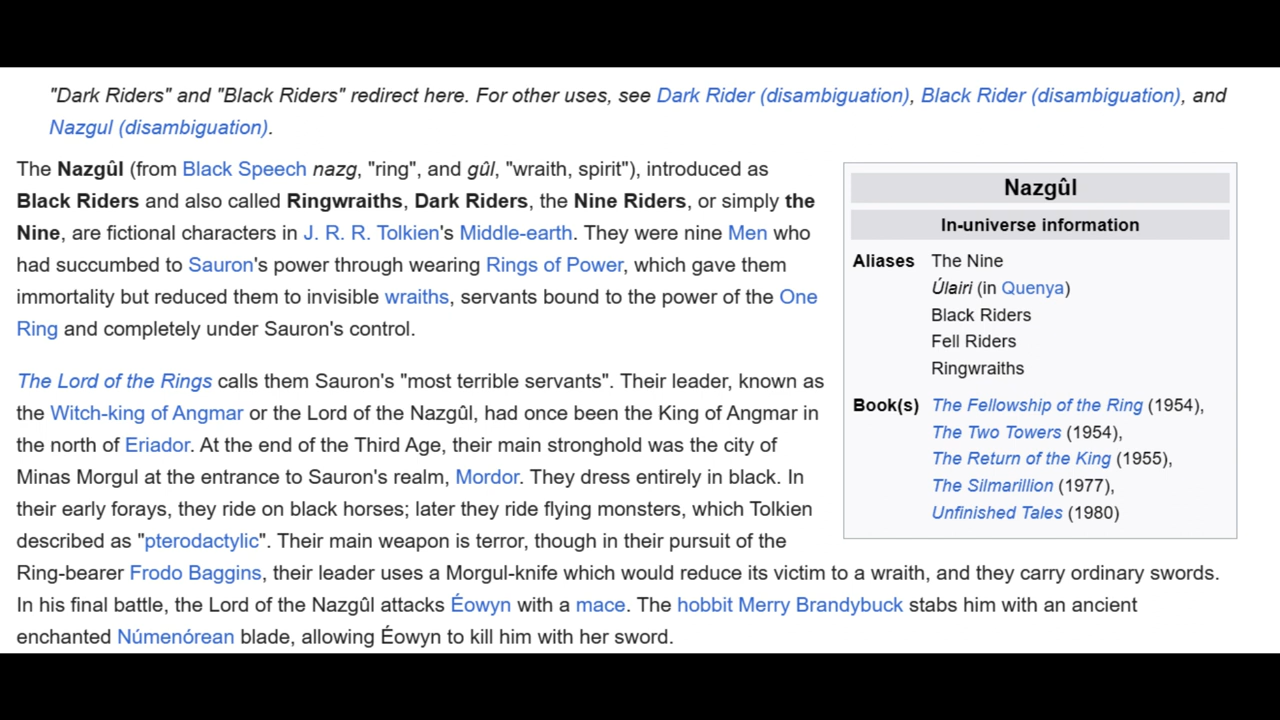 "Dark Riders" and "Black Riders" redirect here. For other uses, see Dark Rider (disambiguation), Black Rider (disambiguation), and
Nazgul (disambiguation).
The Nazgûl (from Black Speech nazg, "ring", and gûl, "wraith, spirit"), introduced as
Black Riders and also called Ringwraiths, Dark Riders, the Nine Riders, or simply the
Nine, are fictional characters in J. R. R. Tolkien's Middle-earth. They were nine Men who
had succumbed to Sauron's power through wearing Rings of Power, which gave them
immortality but reduced them to invisible wraiths, servants bound to the power of the One
Ring and completely under Sauron's control.
The Lord of the Rings calls them Sauron's "most terrible servants". Their leader, known as
the Witch-king of Angmar or the Lord of the Nazgûl, had once been the King of Angmar in
the north of Eriador. At the end of the Third Age, their main stronghold was the city of
Minas Morgul at the entrance to Sauron's realm, Mordor. They dress entirely in black. In
their early forays, they ride on black horses; later they ride flying monsters, which Tolkien
described as "pterodactylic". Their main weapon is terror, though in their pursuit of the
Ring-bearer Frodo Baggins, their leader uses a Morgul-knife which would reduce its victim to a wraith, and they carry ordinary swords.
In his final battle, the Lord of the Nazgûl attacks Éowyn with a mace. The hobbit Merry Brandybuck stabs him with an ancient
enchanted Númenórean blade, allowing Éowyn to kill him with her sword.
Nazgûl
In-universe information
Aliases The Nine
Úlairi (in Quenya)
Black Riders
Fell Riders
Ringwraiths
Book(s) The Fellowship of the Ring (1954),
The Two Towers (1954),
The Return of the King (1955),
The Silmarillion (1977),
Unfinished Tales (1980)